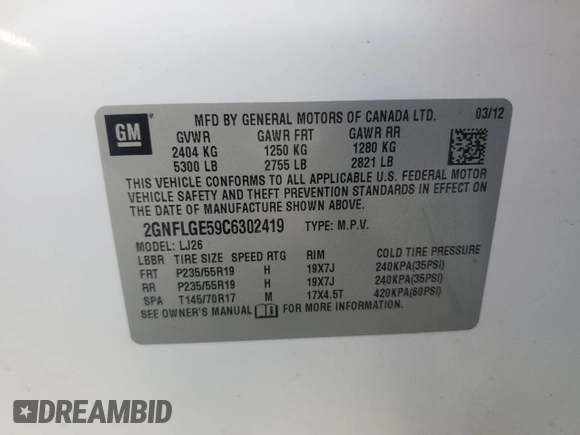 GM
MFD BY GENERAL MOTORS OF CANADA LTD. 03/12
GVWR GAWR FRT GAWR RR
2404 KG 1250 KG 1280 KG
5300 LB 2755 LB 2821 LB
THIS VEHICLE CONFORMS TO ALL APPLICABLE U.S. FEDERAL MOTOR
VEHICLE SAFETY AND THEFT PREVENTION STANDARDS IN EFFECT ON
THE DATE OF MANUFACTURE SHOWN ABOVE.
2GNFLGE59C6302419 TYPE: M.P.V.
MODEL: LJ26
LBBR TIRE SIZE SPEED RTG RIM COLD TIRE PRESSURE
FRT P235/55R19 H 19X7J 240KPA(35PSI)
RR P235/55R19 H 19X7J 240KPA(35PSI)
SPA T145/70R17 M 17X4.5T 420KPA(60PSI)
SEE OWNER'S MANUAL FOR MORE INFORMATION.
DREAMBID